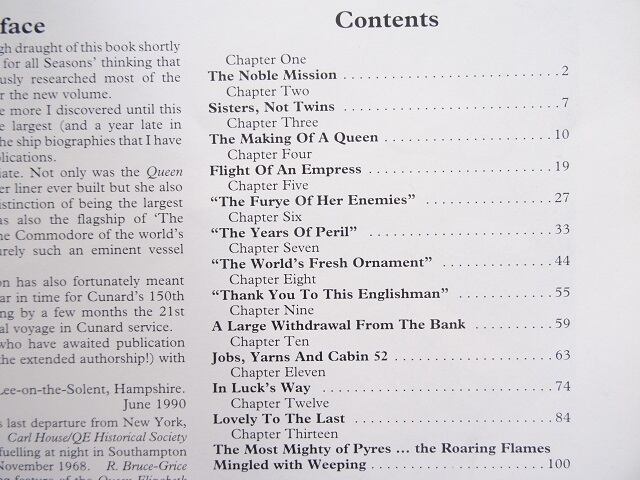 face
gh draught of this book shortly
for all Seasons' thinking that
usly researched most of the
r the new volume.
e more I discovered until this
e largest (and a year late in
he ship biographies that I have
olications.
iate. Not only was the Queen
er liner ever built but she also
istinction of being the largest
as also the flagship of 'The
ne Commodore of the world's
urely such an eminent vessel
on has also fortunately meant
ar in time for Cunard's 150th
ing by a few months the 21st
al voyage in Cunard service.
who have awaited publication
(the extended authorship!) with
Lee-on-the-Solent, Hampshire.
June 1990
s last departure from New York,
Carl House/QE Historical Society
fuelling at night in Southampton
November 1968. R. Bruce-Grice
ng feature of the Queen Elizabeth
Contents
Chapter One
The Noble Mission 2
Chapter Two
Sisters, Not Twins 7
Chapter Three
The Making Of A Queen 10
Chapter Four
Flight Of An Empress 19
Chapter Five
“The Furye Of Her Enemies” 27
Chapter Six
“The Years Of Peril” 33
Chapter Seven
“The World's Fresh Ornament” 44
Chapter Eight
“Thank You To This Englishman” 55
Chapter Nine
A Large Withdrawal From The Bank 59
Chapter Ten
Jobs, Yarns And Cabin 52 63
Chapter Eleven
In Luck's Way 74
Chapter Twelve
Lovely To The Last 84
Chapter Thirteen
The Most Mighty of Pyres ... the Roaring Flames
Mingled with Weeping 100